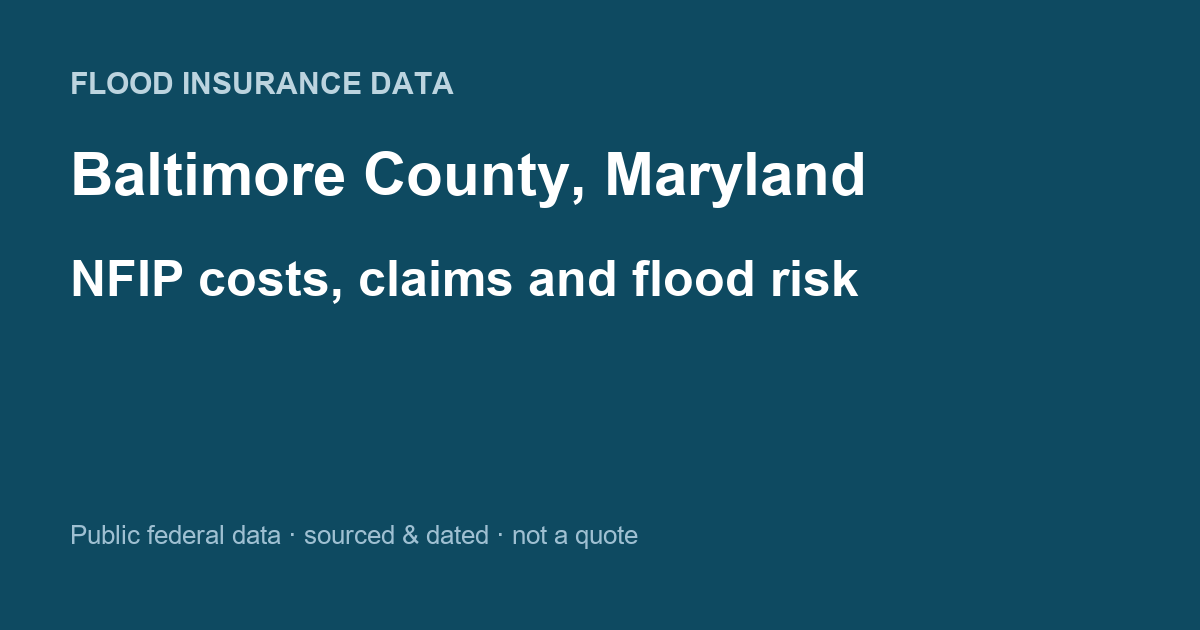 FLOOD INSURANCE DATA
Baltimore County, Maryland
NFIP costs, claims and flood risk
Public federal data · sourced & dated · not a quote